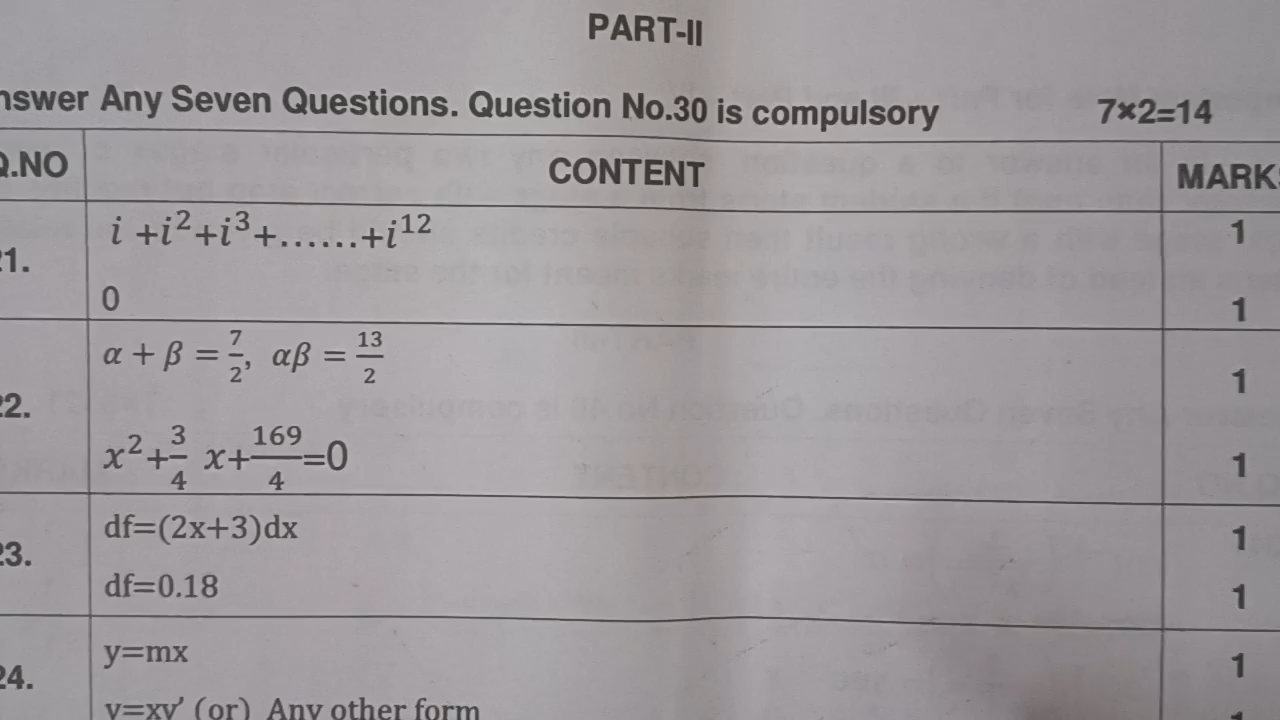 PART-II
nswer Any Seven Questions. Question No.30 is compulsory 7×2=14
Q.NO CONTENT MARKS
21. i +i²+i³+......+i¹² 1
0 1
22. α + β = 7/2, αβ = 13/2 1
x²+3/4 x+169/4=0 1
23. df=(2x+3)dx 1
df=0.18 1
24. y=mx 1
y=xy′ (or) Any other form 1